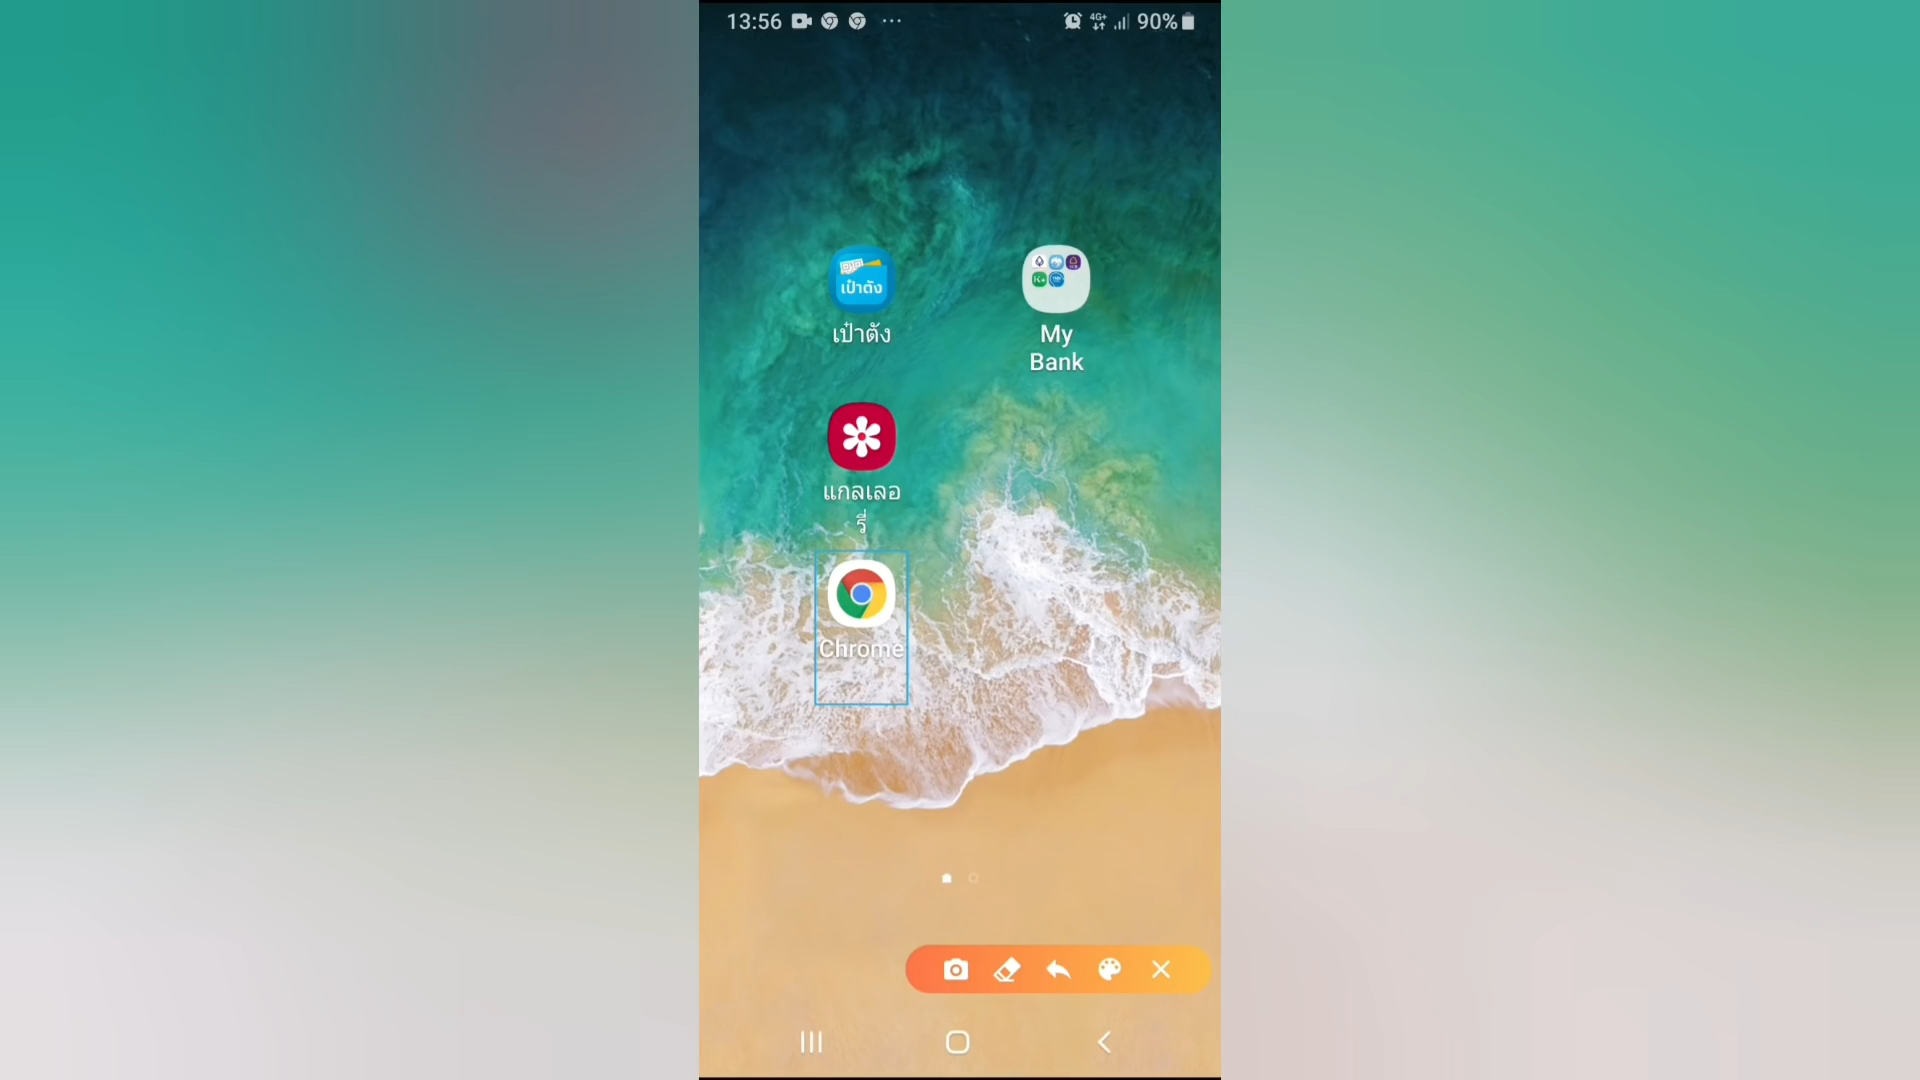 13:56 4G+ 90%
เป๋าตัง
เป๋าตัง
My
Bank
K+
แกลเลอ
รี่
Chrome